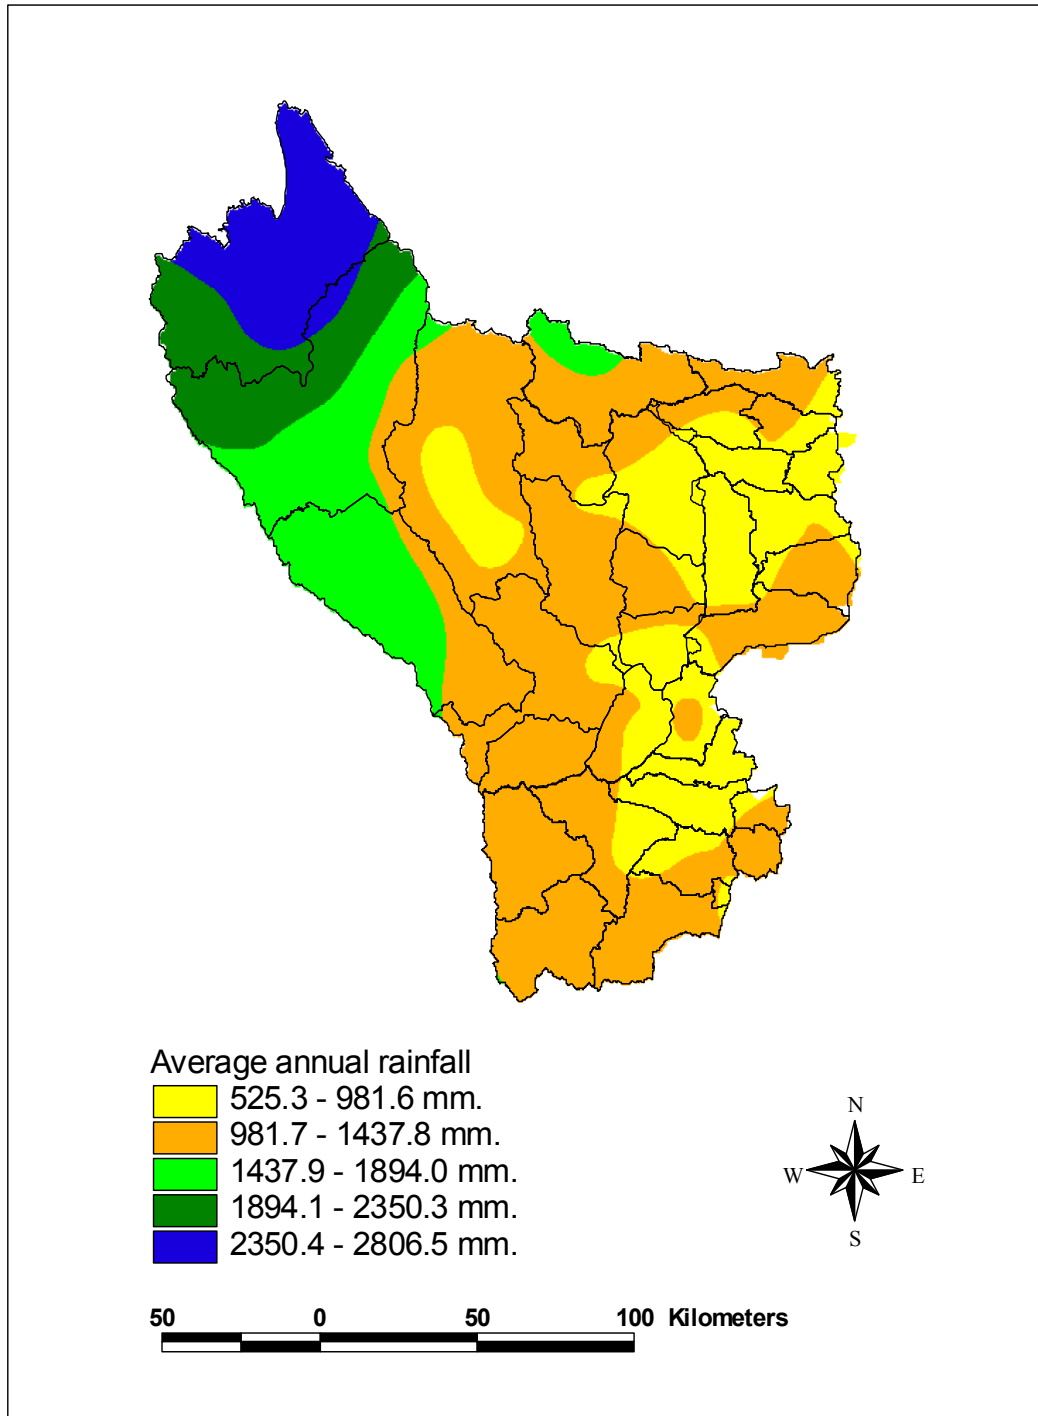 Average annual rainfall
525.3 - 981.6 mm.
981.7 - 1437.8 mm.
1437.9 - 1894.0 mm.
1894.1 - 2350.3 mm.
2350.4 - 2806.5 mm.
N
W E
S
50 0 50 100 Kilometers